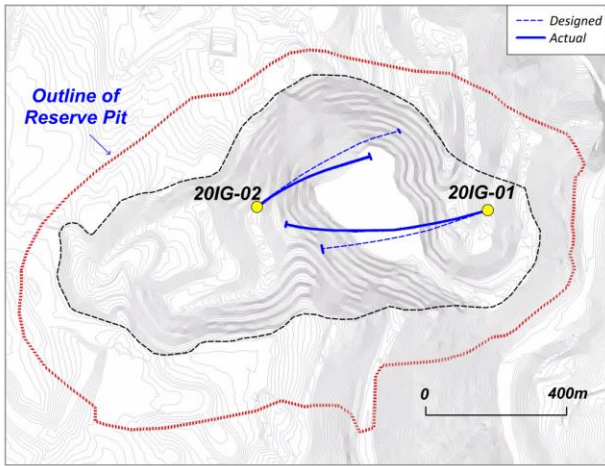 Designed
Actual
Outline of
Reserve Pit
20IG-02
20IG-01
0
400m